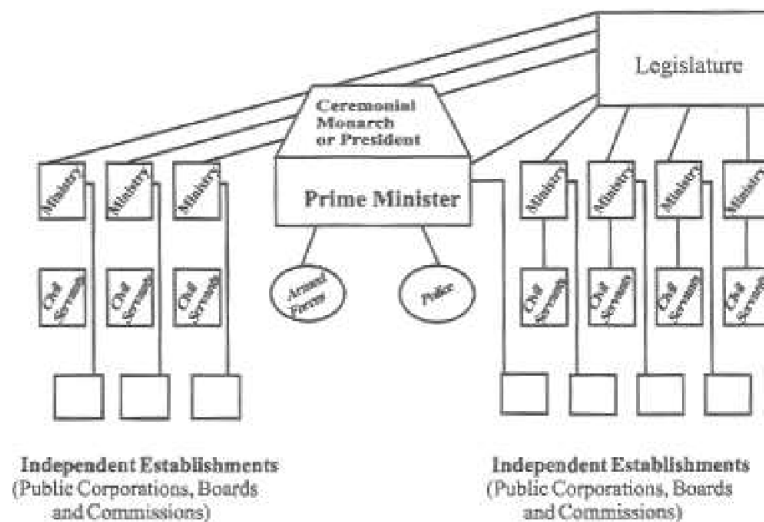 Legislature
Ceremonial
Monarch
or President
Prime Minister
Ministry
Ministry
Ministry
Ministry
Ministry
Ministry
Ministry
Armed
Forces
Police
Civil
Servants
Civil
Servants
Civil
Servants
Civil
Servants
Civil
Servants
Civil
Servants
Civil
Servants
Independent Establishments
(Public Corporations, Boards
and Commissions)
Independent Establishments
(Public Corporations, Boards
and Commissions)